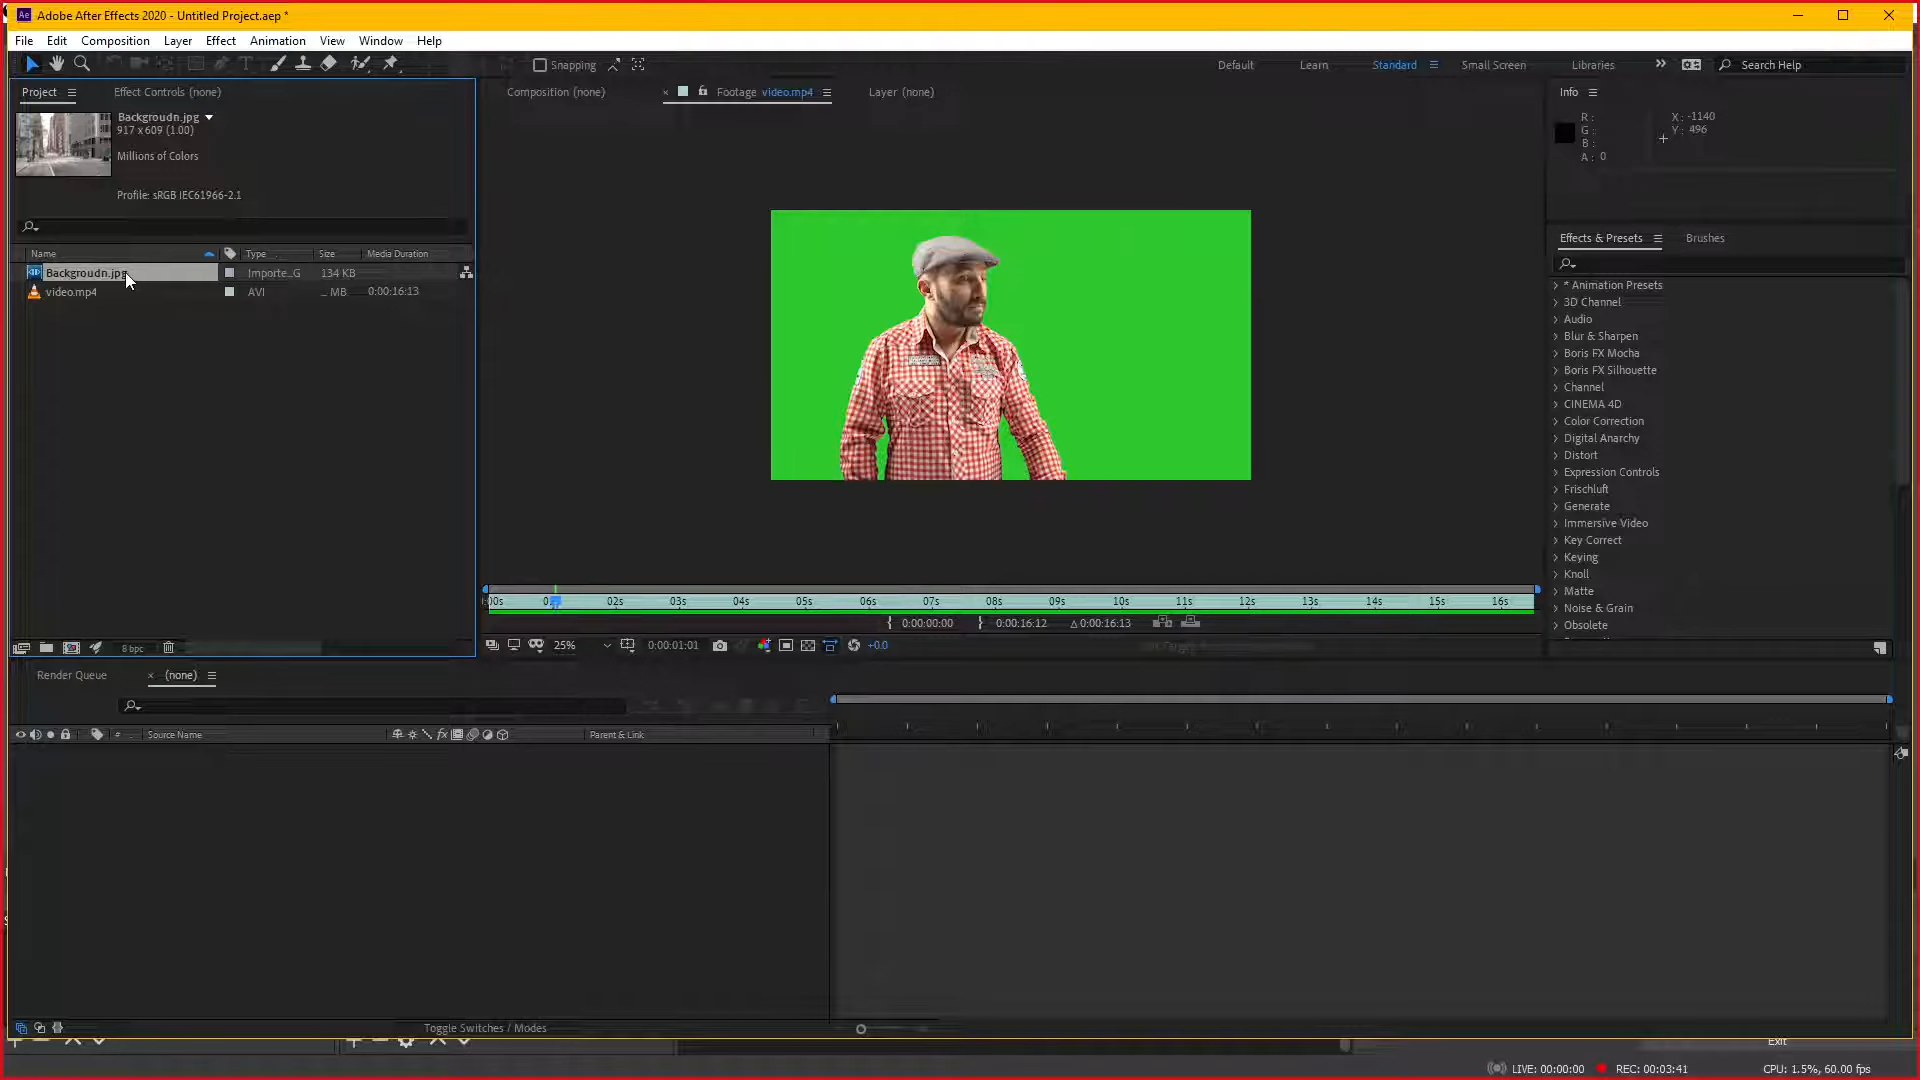 Adobe After Effects 2020 - Untitled Project.aep *
File Edit Composition Layer Effect Animation View Window Help
Snapping
Default Learn Standard Small Screen Libraries Search Help
Project Effect Controls (none)
Backgroudn.jpg
917 x 609 (1.00)
Millions of Colors
Profile: sRGB IEC61966-2.1
Name Type Size Media Duration
Backgroudn.jpg Importe...G 134 KB
video.mp4 AVI ... MB 0:00:16:13
8 bpc
Composition (none) Footage video.mp4 Layer (none)
:00s 02s 03s 04s 05s 06s 07s 08s 09s 10s 11s 12s 13s 14s 15s 16s
0:00:00:00 0:00:16:12 Δ 0:00:16:13
25% 0:00:01:01 +0.0
Info
R :
G :
B :
A : 0
X : -1140
Y : 496
Effects & Presets Brushes
* Animation Presets
3D Channel
Audio
Blur & Sharpen
Boris FX Mocha
Boris FX Silhouette
Channel
CINEMA 4D
Color Correction
Digital Anarchy
Distort
Expression Controls
Frischluft
Generate
Immersive Video
Key Correct
Keying
Knoll
Matte
Noise & Grain
Obsolete
Render Queue (none)
# Source Name fx Parent & Link
Toggle Switches / Modes
Exit
LIVE: 00:00:00 REC: 00:03:41 CPU: 1.5%, 60.00 fps